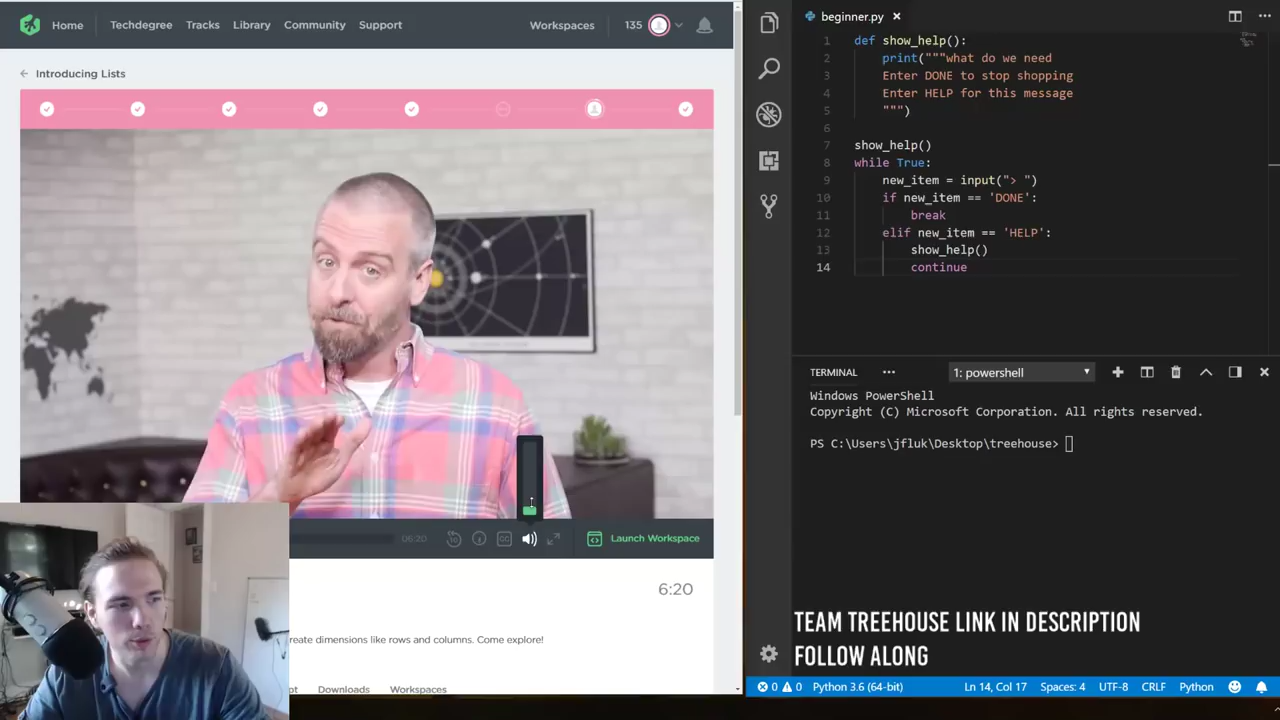 Home
Techdegree
Tracks
Library
Community
Support
Workspaces
135
Introducing Lists
06:20
10
CC
Launch Workspace
6:20
reate dimensions like rows and columns. Come explore!
Downloads
Workspaces
beginner.py
1 def show_help():
2 print("""what do we need
3 Enter DONE to stop shopping
4 Enter HELP for this message
5 """)
6
7 show_help()
8 while True:
9 new_item = input("> ")
10 if new_item == 'DONE':
11 break
12 elif new_item == 'HELP':
13 show_help()
14 continue
TERMINAL
1: powershell
Windows PowerShell
Copyright (C) Microsoft Corporation. All rights reserved.
PS C:\Users\jfluk\Desktop\treehouse>
TEAM TREEHOUSE LINK IN DESCRIPTION
FOLLOW ALONG
0 0 Python 3.6 (64-bit) Ln 14, Col 17 Spaces: 4 UTF-8 CRLF Python